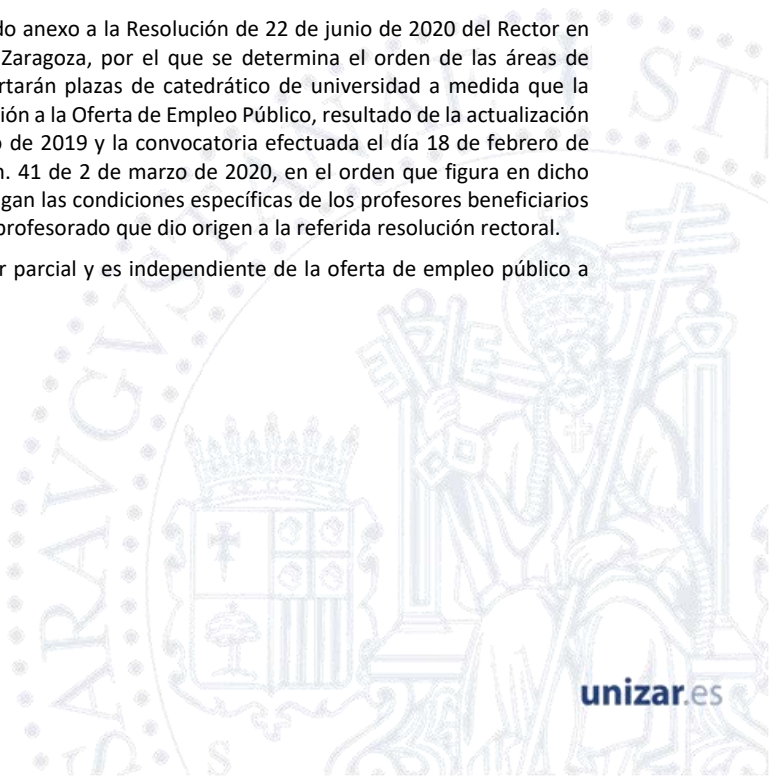 do anexo a la Resolución de 22 de junio de 2020 del Rector en
Zaragoza, por el que se determina el orden de las áreas de
rtarán plazas de catedrático de universidad a medida que la
ión a la Oferta de Empleo Público, resultado de la actualización
o de 2019 y la convocatoria efectuada el día 18 de febrero de
n. 41 de 2 de marzo de 2020, en el orden que figura en dicho
gan las condiciones específicas de los profesores beneficiarios
profesorado que dio origen a la referida resolución rectoral.
r parcial y es independiente de la oferta de empleo público a
SARAVGVSTANAE STV
S
unizar.es